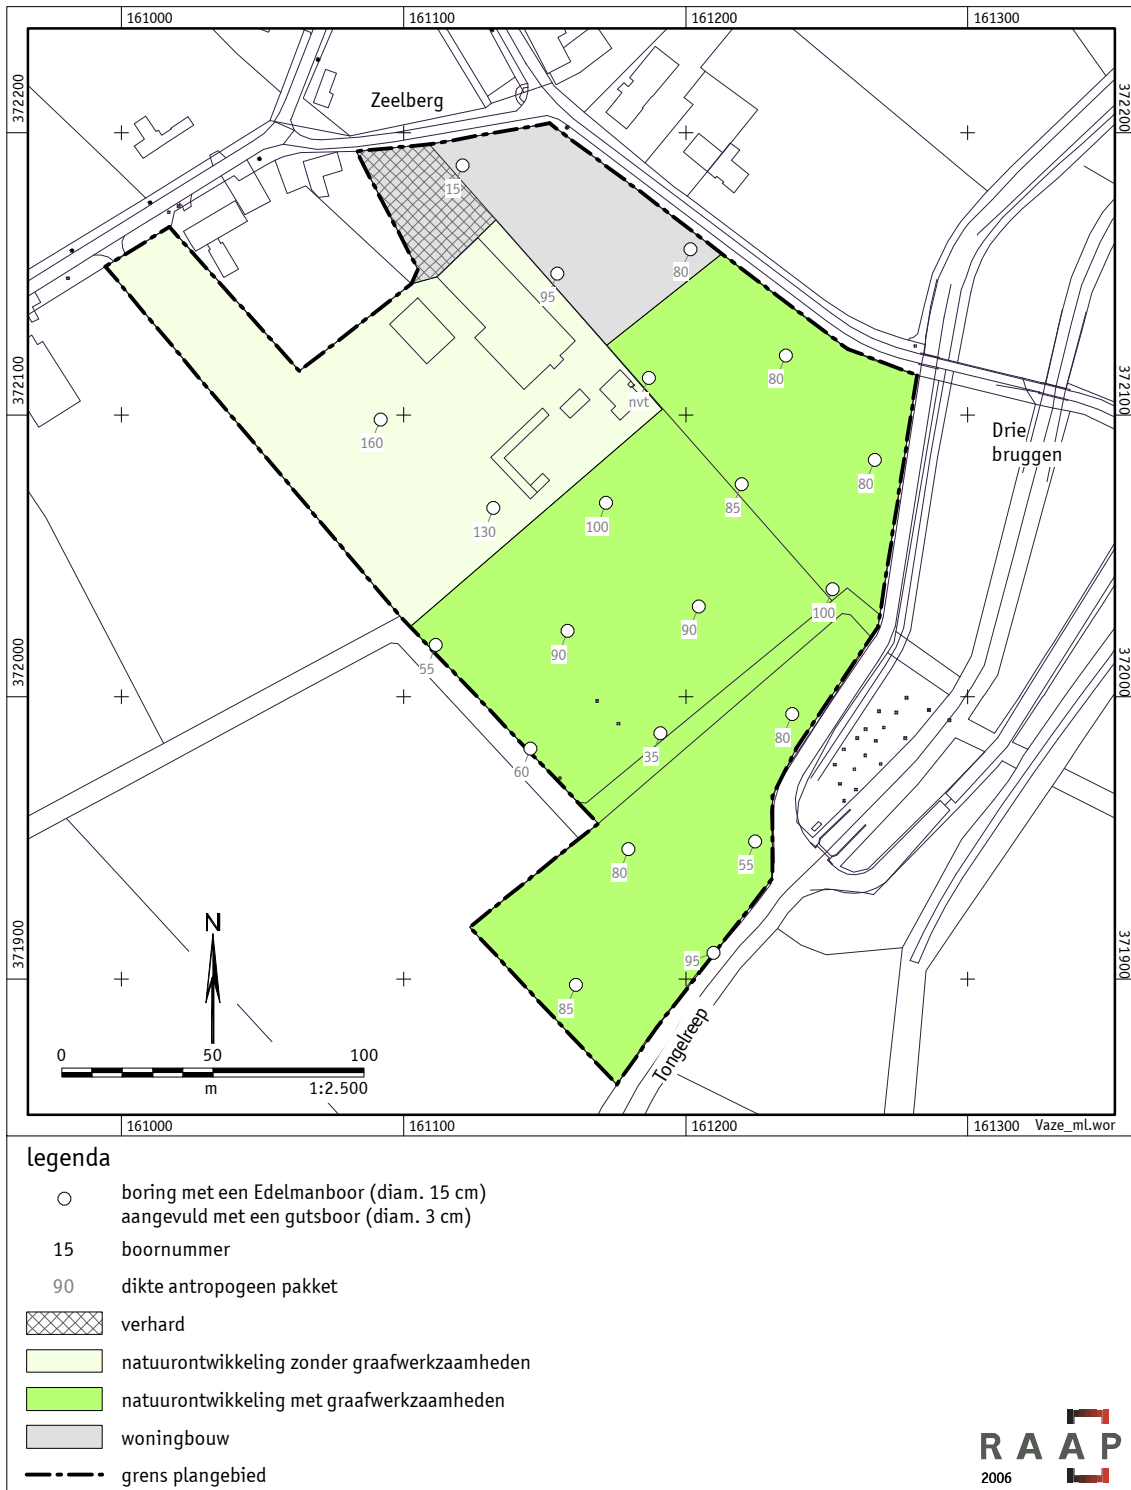 161000 161100 161200 161300
Zeelberg
372200
372200
15
80
95
80
372100
372100
nvt
160
Drie
bruggen
80
85
130
100
100
90
90
55
372000
372000
80
35
60
55
80
95
371900
371900
85
N
Tongelreep
0 50 100
m 1:2.500
161000 161100 161200 161300 Vaze_ml.wor
legenda
boring met een Edelmanboor (diam. 15 cm)
aangevuld met een gutsboor (diam. 3 cm)
15 boornummer
90 dikte antropogeen pakket
verhard
natuurontwikkeling zonder graafwerkzaamheden
natuurontwikkeling met graafwerkzaamheden
woningbouw
grens plangebied
RAAP
2006